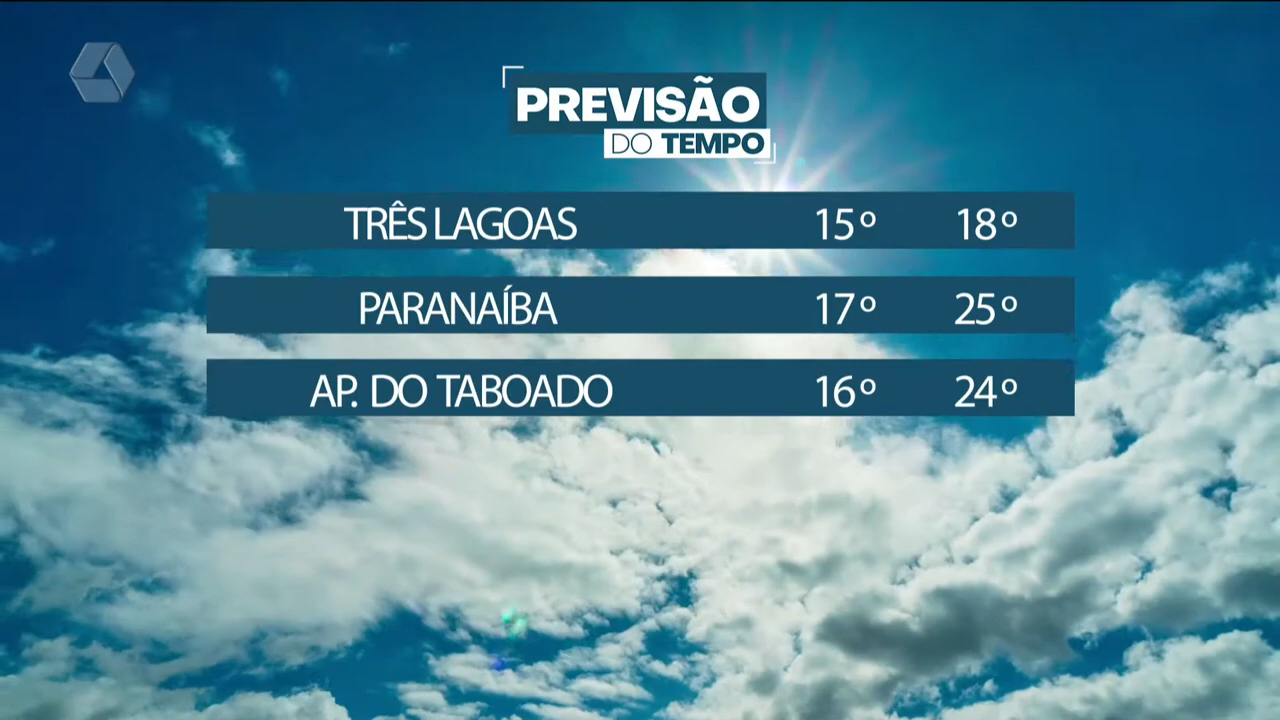 PREVISÃO
DO TEMPO
TRÊS LAGOAS 15º 18º
PARANAÍBA 17º 25º
AP. DO TABOADO 16º 24º